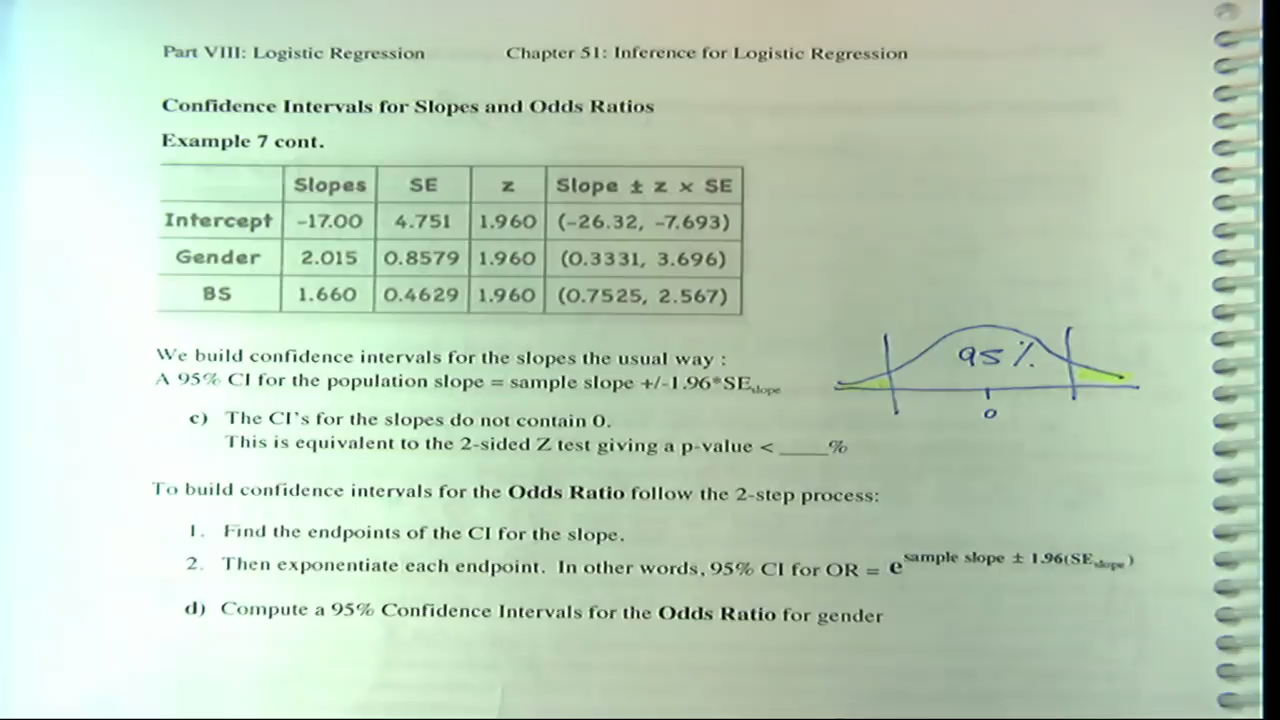 Part VIII: Logistic Regression Chapter 51: Inference for Logistic Regression
Confidence Intervals for Slopes and Odds Ratios
Example 7 cont.
Slopes SE z Slope ± z × SE
Intercept -17.00 4.751 1.960 (-26.32, -7.693)
Gender 2.015 0.8579 1.960 (0.3331, 3.696)
BS 1.660 0.4629 1.960 (0.7525, 2.567)
We build confidence intervals for the slopes the usual way :
A 95% CI for the population slope = sample slope +/-1.96*SEslope
95%
0
c) The CI's for the slopes do not contain 0.
This is equivalent to the 2-sided Z test giving a p-value < ____%
To build confidence intervals for the Odds Ratio follow the 2-step process:
1. Find the endpoints of the CI for the slope.
2. Then exponentiate each endpoint. In other words, 95% CI for OR = e^sample slope ± 1.96(SEslope)
d) Compute a 95% Confidence Intervals for the Odds Ratio for gender